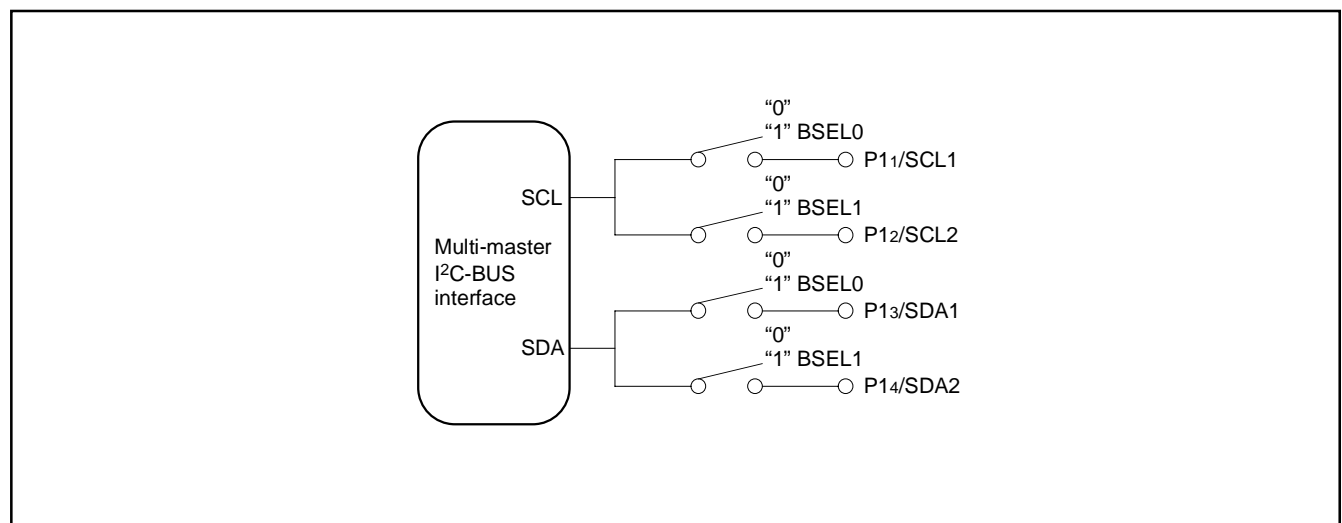 “0”
“1” BSEL0
P11/SCL1
“0”
SCL
“1” BSEL1
P12/SCL2
Multi-master
I²C-BUS
interface
“0”
“1” BSEL0
P13/SDA1
“0”
SDA
“1” BSEL1
P14/SDA2